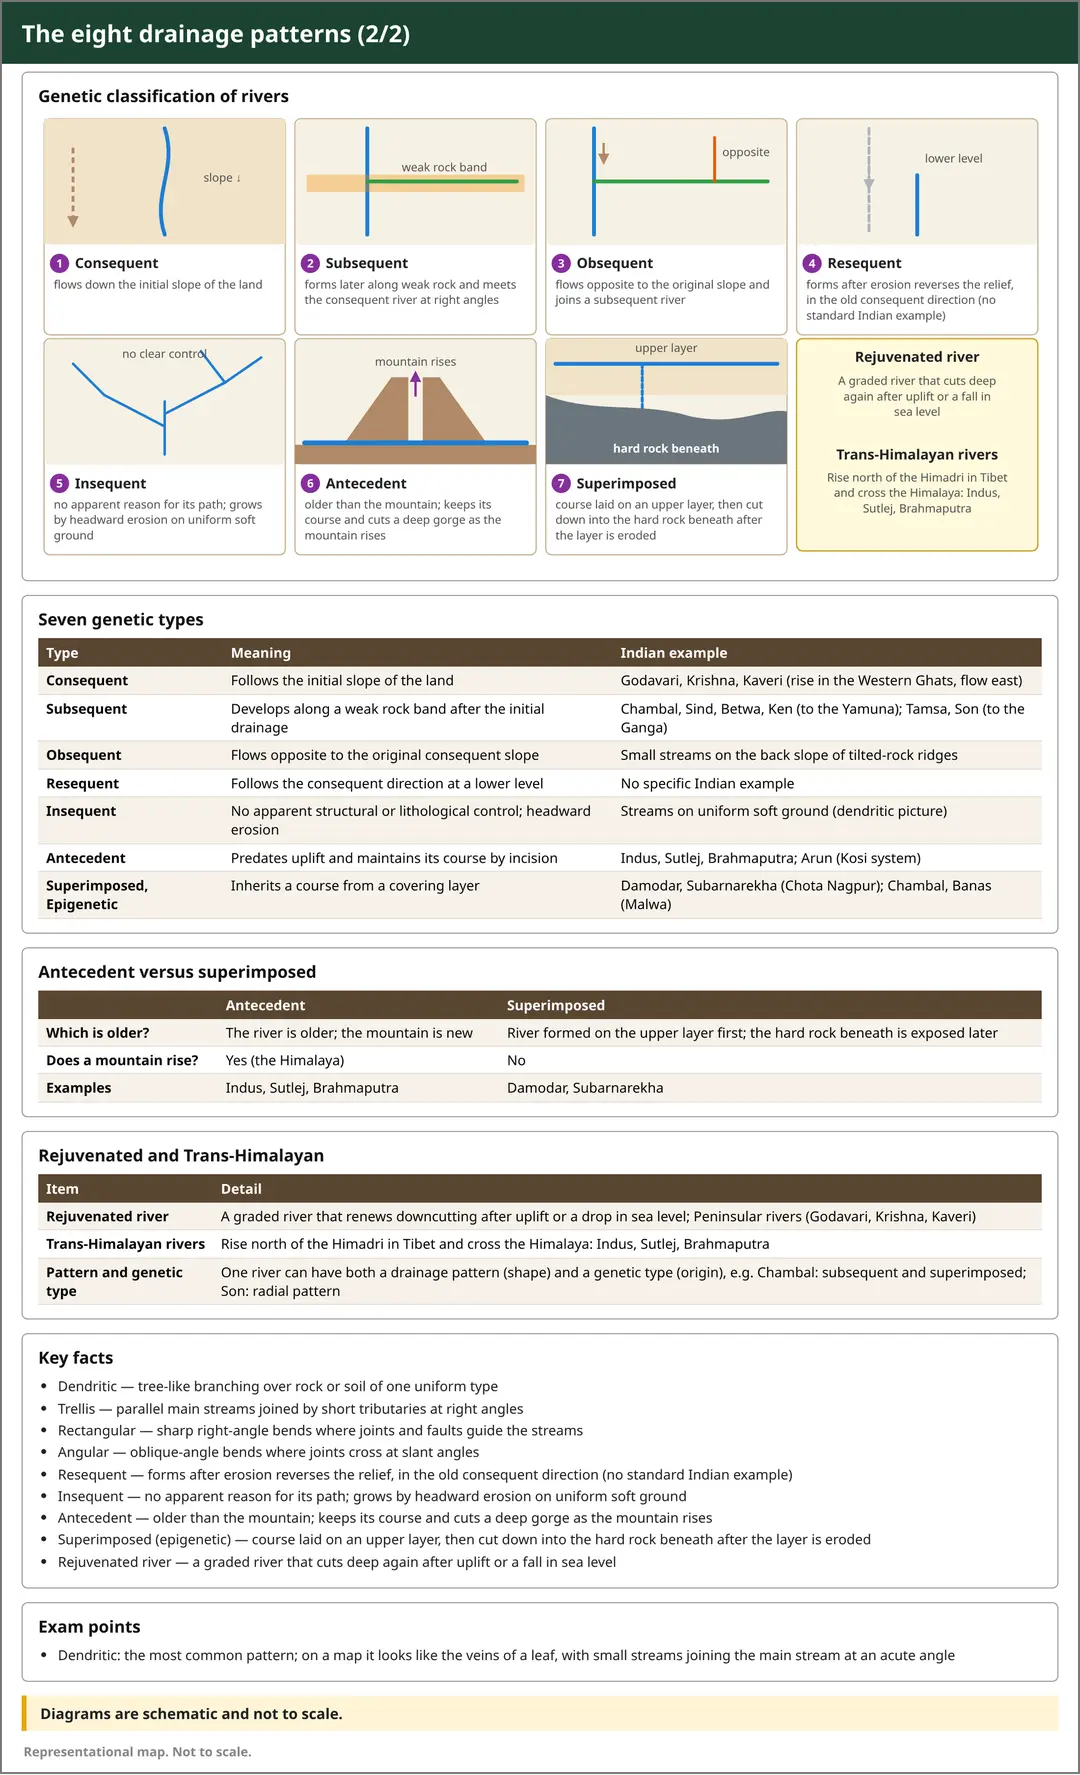 The eight drainage patterns (2/2)
Genetic classification of rivers
slope ↓
1 Consequent
flows down the initial slope of the land
weak rock band
2 Subsequent
forms later along weak rock and meets
the consequent river at right angles
opposite
3 Obsequent
flows opposite to the original slope and
joins a subsequent river
lower level
4 Resequent
forms after erosion reverses the relief,
in the old consequent direction (no
standard Indian example)
no clear control
5 Insequent
no apparent reason for its path; grows
by headward erosion on uniform soft
ground
mountain rises
6 Antecedent
older than the mountain; keeps its
course and cuts a deep gorge as the
mountain rises
upper layer
hard rock beneath
7 Superimposed
course laid on an upper layer, then cut
down into the hard rock beneath after
the layer is eroded
Rejuvenated river
A graded river that cuts deep
again after uplift or a fall in
sea level
Trans-Himalayan rivers
Rise north of the Himadri in Tibet
and cross the Himalaya: Indus,
Sutlej, Brahmaputra
Seven genetic types
Type Meaning Indian example
Consequent Follows the initial slope of the land Godavari, Krishna, Kaveri (rise in the Western Ghats, flow east)
Subsequent Develops along a weak rock band after the initial Chambal, Sind, Betwa, Ken (to the Yamuna); Tamsa, Son (to the
drainage Ganga)
Obsequent Flows opposite to the original consequent slope Small streams on the back slope of tilted-rock ridges
Resequent Follows the consequent direction at a lower level No specific Indian example
Insequent No apparent structural or lithological control; headward Streams on uniform soft ground (dendritic picture)
erosion
Antecedent Predates uplift and maintains its course by incision Indus, Sutlej, Brahmaputra; Arun (Kosi system)
Superimposed, Inherits a course from a covering layer Damodar, Subarnarekha (Chota Nagpur); Chambal, Banas
Epigenetic (Malwa)
Antecedent versus superimposed
Antecedent Superimposed
Which is older? The river is older; the mountain is new River formed on the upper layer first; the hard rock beneath is exposed later
Does a mountain rise? Yes (the Himalaya) No
Examples Indus, Sutlej, Brahmaputra Damodar, Subarnarekha
Rejuvenated and Trans-Himalayan
Item Detail
Rejuvenated river A graded river that renews downcutting after uplift or a drop in sea level; Peninsular rivers (Godavari, Krishna, Kaveri)
Trans-Himalayan rivers Rise north of the Himadri in Tibet and cross the Himalaya: Indus, Sutlej, Brahmaputra
Pattern and genetic One river can have both a drainage pattern (shape) and a genetic type (origin), e.g. Chambal: subsequent and superimposed;
type Son: radial pattern
Key facts
• Dendritic — tree-like branching over rock or soil of one uniform type
• Trellis — parallel main streams joined by short tributaries at right angles
• Rectangular — sharp right-angle bends where joints and faults guide the streams
• Angular — oblique-angle bends where joints cross at slant angles
• Resequent — forms after erosion reverses the relief, in the old consequent direction (no standard Indian example)
• Insequent — no apparent reason for its path; grows by headward erosion on uniform soft ground
• Antecedent — older than the mountain; keeps its course and cuts a deep gorge as the mountain rises
• Superimposed (epigenetic) — course laid on an upper layer, then cut down into the hard rock beneath after the layer is eroded
• Rejuvenated river — a graded river that cuts deep again after uplift or a fall in sea level
Exam points
• Dendritic: the most common pattern; on a map it looks like the veins of a leaf, with small streams joining the main stream at an acute angle
Diagrams are schematic and not to scale.
Representational map. Not to scale.